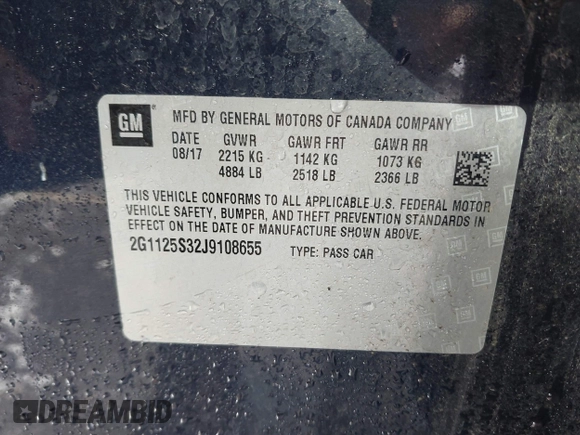 GM
MFD BY GENERAL MOTORS OF CANADA COMPANY
DATE GVWR GAWR FRT GAWR RR
08/17 2215 KG 1142 KG 1073 KG
4884 LB 2518 LB 2366 LB
THIS VEHICLE CONFORMS TO ALL APPLICABLE U.S. FEDERAL MOTOR
VEHICLE SAFETY, BUMPER, AND THEFT PREVENTION STANDARDS IN
EFFECT ON THE DATE OF MANUFACTURE SHOWN ABOVE.
2G1125S32J9108655 TYPE: PASS CAR
DREAMBID